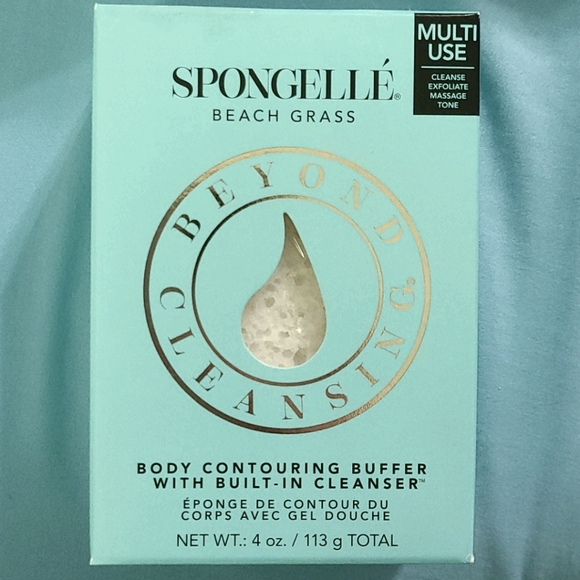 MULTI
USE
CLEANSE
EXFOLIATE
MASSAGE
TONE
SPONGELLÉ®
BEACH GRASS
BEYOND
CLEANSING®
BODY CONTOURING BUFFER
WITH BUILT-IN CLEANSER™
ÉPONGE DE CONTOUR DU
CORPS AVEC GEL DOUCHE
NET WT.: 4 oz. / 113 g TOTAL